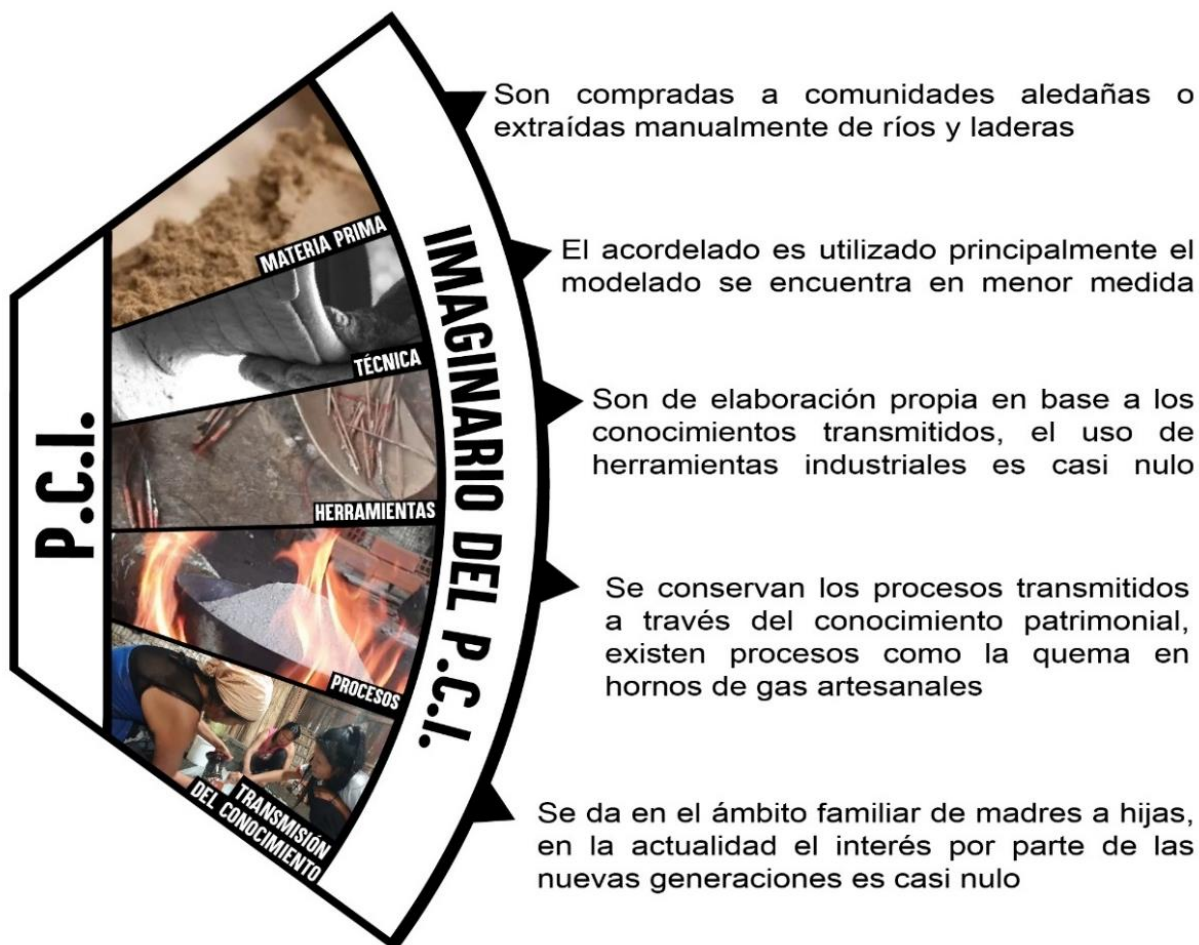 P.C.I.
MATERIA PRIMA
TÉCNICA
HERRAMIENTAS
PROCESOS
TRANSMISIÓN
DEL CONOCIMIENTO
IMAGINARIO DEL P.C.I.
Son compradas a comunidades aledañas o
extraídas manualmente de ríos y laderas
El acordelado es utilizado principalmente el
modelado se encuentra en menor medida
Son de elaboración propia en base a los
conocimientos transmitidos, el uso de
herramientas industriales es casi nulo
Se conservan los procesos transmitidos
a través del conocimiento patrimonial,
existen procesos como la quema en
hornos de gas artesanales
Se da en el ámbito familiar de madres a hijas,
en la actualidad el interés por parte de las
nuevas generaciones es casi nulo